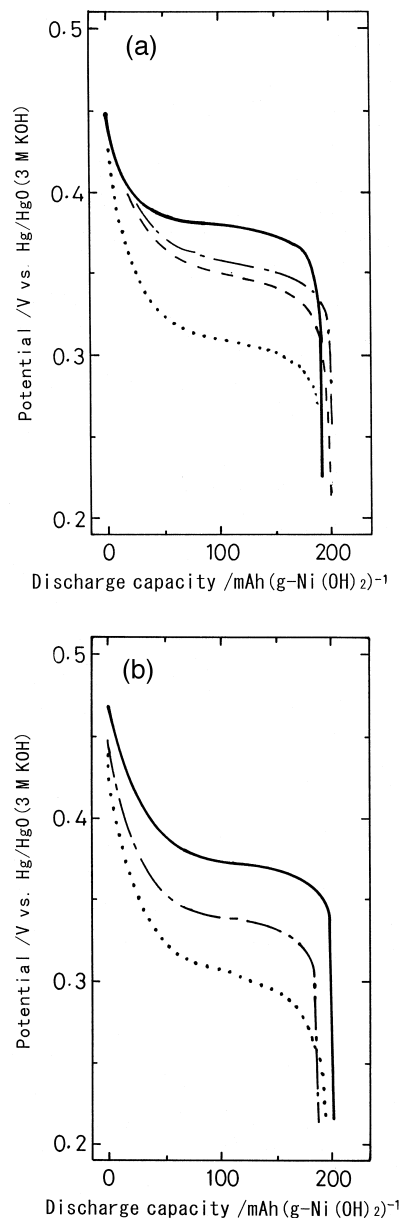 (a)
0.5
0.4
0.3
0.2
Potential /V vs. Hg/HgO(3 M KOH)
0 100 200
Discharge capacity /mAh(g-Ni(OH)₂)⁻¹
(b)
0.5
0.4
0.3
0.2
Potential /V vs. Hg/HgO(3 M KOH)
0 100 200
Discharge capacity /mAh(g-Ni(OH)₂)⁻¹